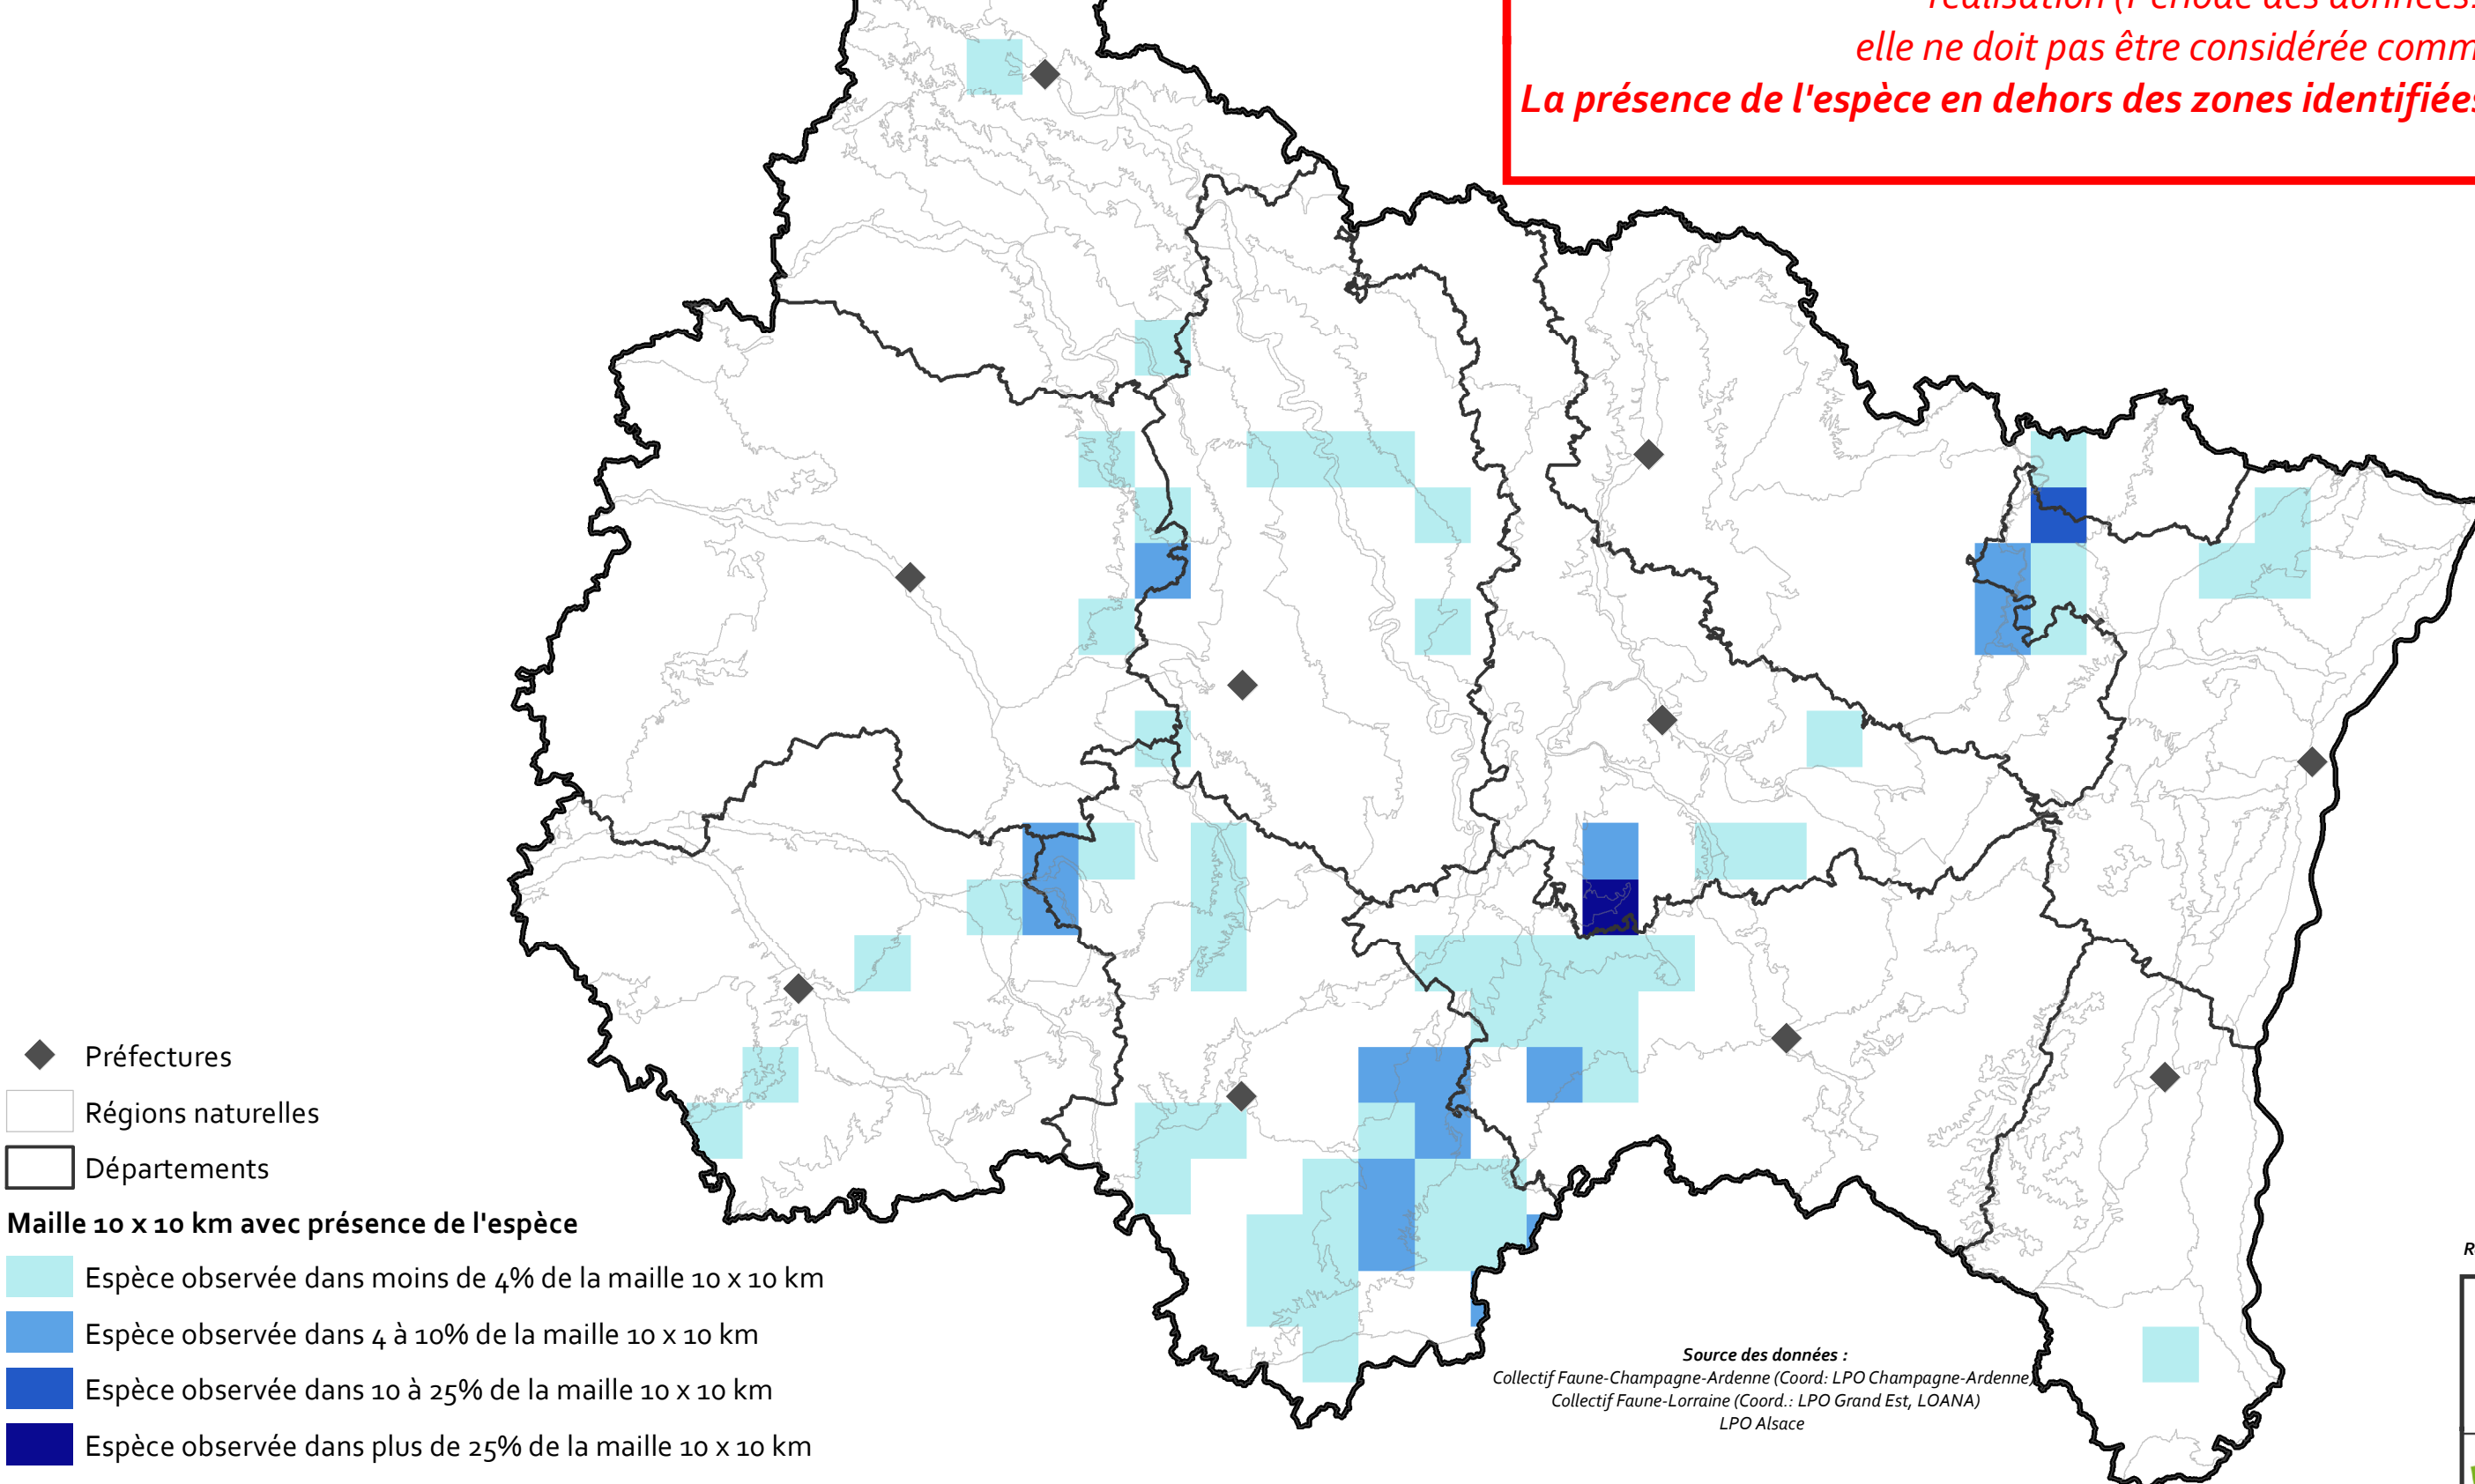 elle ne doit pas être considérée comm
La présence de l'espèce en dehors des zones identifiées
Préfectures
Régions naturelles
Départements
Maille 10 x 10 km avec présence de l'espèce
Espèce observée dans moins de 4% de la maille 10 x 10 km
Espèce observée dans 4 à 10% de la maille 10 x 10 km
Espèce observée dans 10 à 25% de la maille 10 x 10 km
Espèce observée dans plus de 25% de la maille 10 x 10 km
Source des données :
Collectif Faune-Champagne-Ardenne (Coord: LPO Champagne-Ardenne)
Collectif Faune-Lorraine (Coord.: LPO Grand Est, LOANA)
LPO Alsace